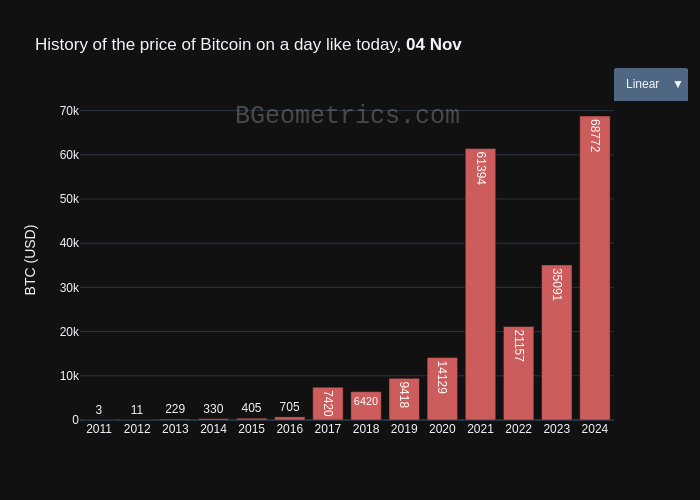 History of the price of Bitcoin on a day like today, 04 Nov
Linear ▼
BGeometrics.com
BTC (USD)
70k
60k
50k
40k
30k
20k
10k
0
3 11 229 330 405 705 7420 6420 9418 14129 61394 21157 35091 68772
2011 2012 2013 2014 2015 2016 2017 2018 2019 2020 2021 2022 2023 2024